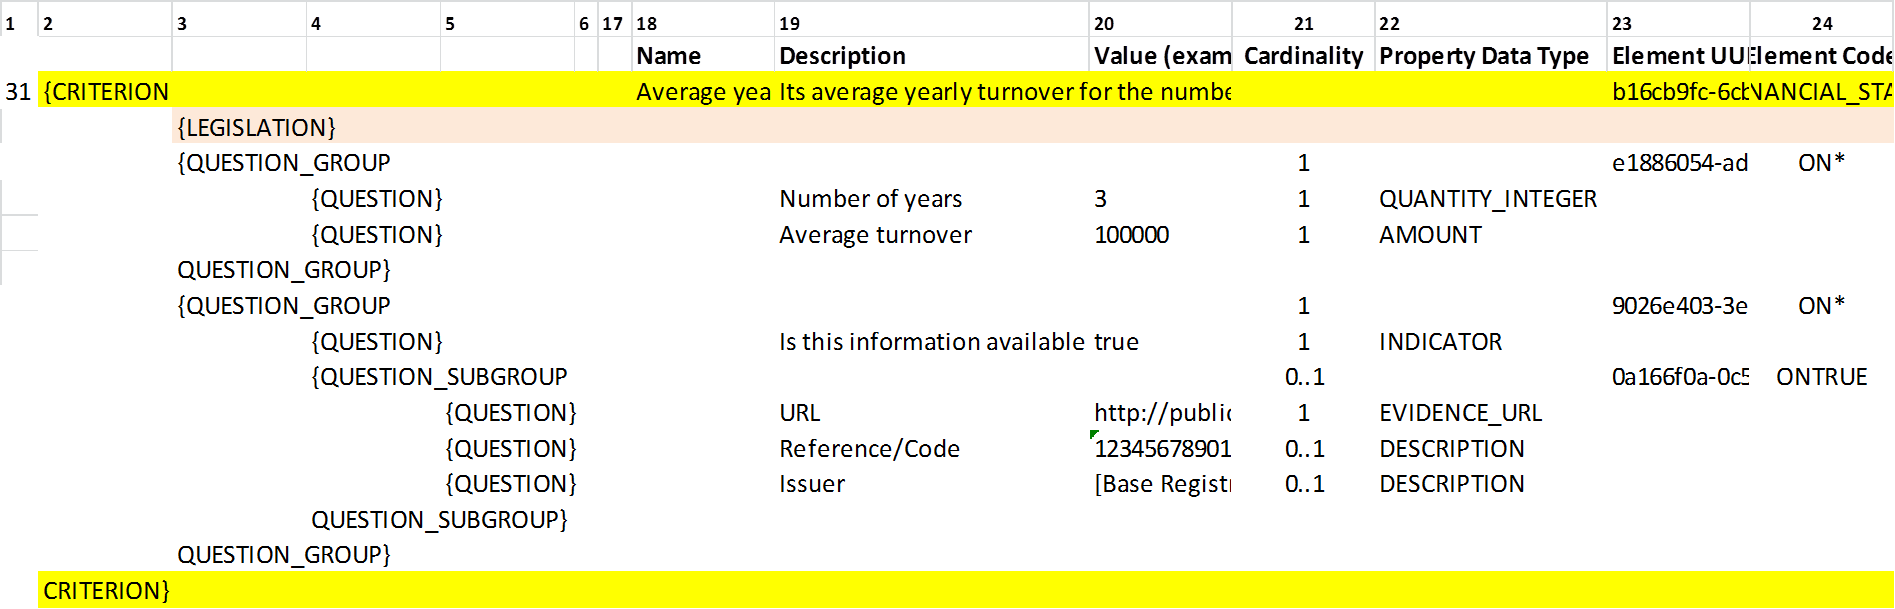 1 2 3 4 5 6 17 18 19 20 21 22 23 24
Name Description Value (exam Cardinality Property Data Type Element UUI Element Code
31 {CRITERION Average yea Its average yearly turnover for the numbe b16cb9fc-6cb NANCIAL_STA
{LEGISLATION}
{QUESTION_GROUP 1 e1886054-ad ON*
{QUESTION} Number of years 3 1 QUANTITY_INTEGER
{QUESTION} Average turnover 100000 1 AMOUNT
QUESTION_GROUP}
{QUESTION_GROUP 1 9026e403-3e ON*
{QUESTION} Is this information available true 1 INDICATOR
{QUESTION_SUBGROUP 0..1 0a166f0a-0c5 ONTRUE
{QUESTION} URL http://public 1 EVIDENCE_URL
{QUESTION} Reference/Code 12345678901 0..1 DESCRIPTION
{QUESTION} Issuer [Base Registr 0..1 DESCRIPTION
QUESTION_SUBGROUP}
QUESTION_GROUP}
CRITERION}